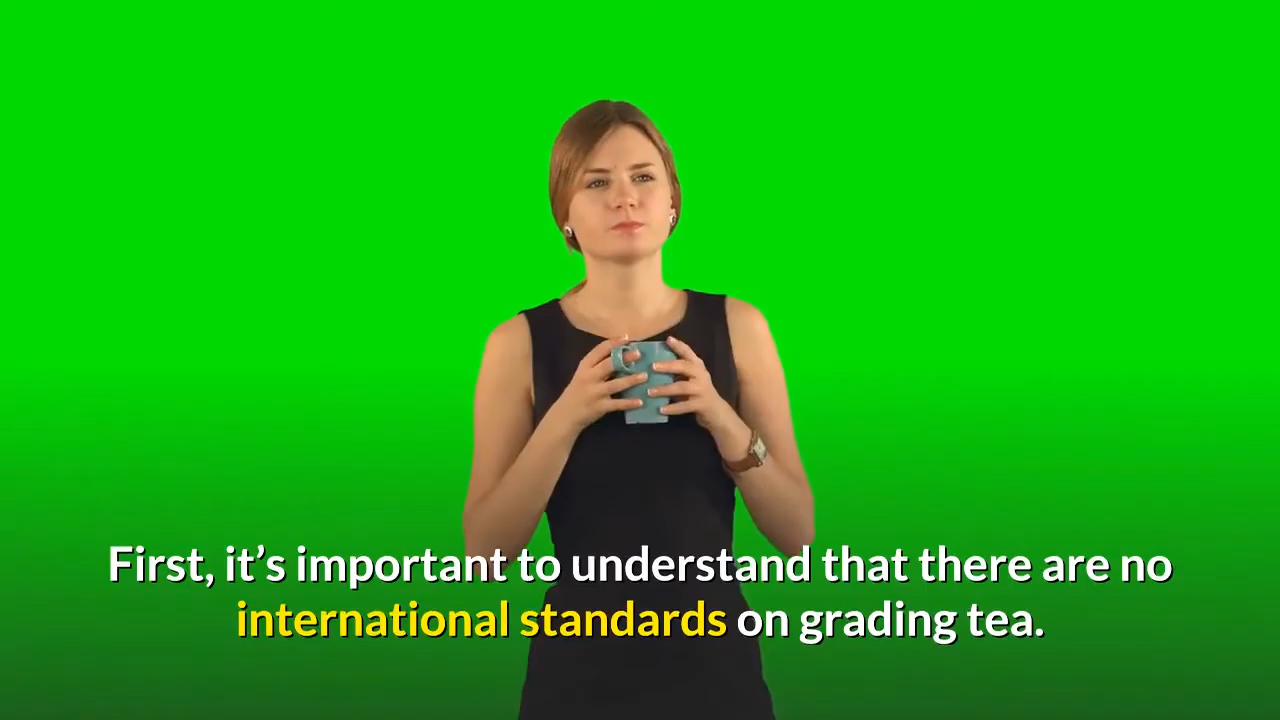 First, it’s important to understand that there are no
international standards on grading tea.